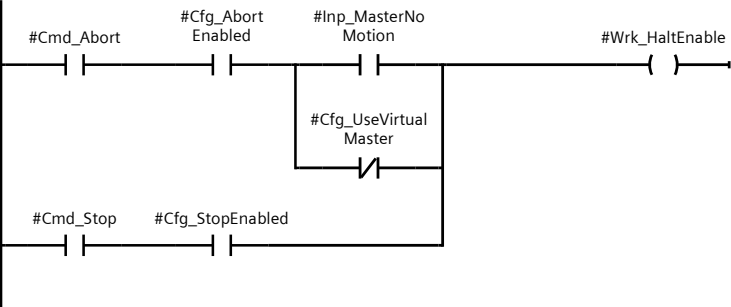 #Cmd_Abort
#Cfg_Abort
Enabled
#Inp_MasterNo
Motion
#Wrk_HaltEnable
#Cfg_UseVirtual
Master
#Cmd_Stop
#Cfg_StopEnabled